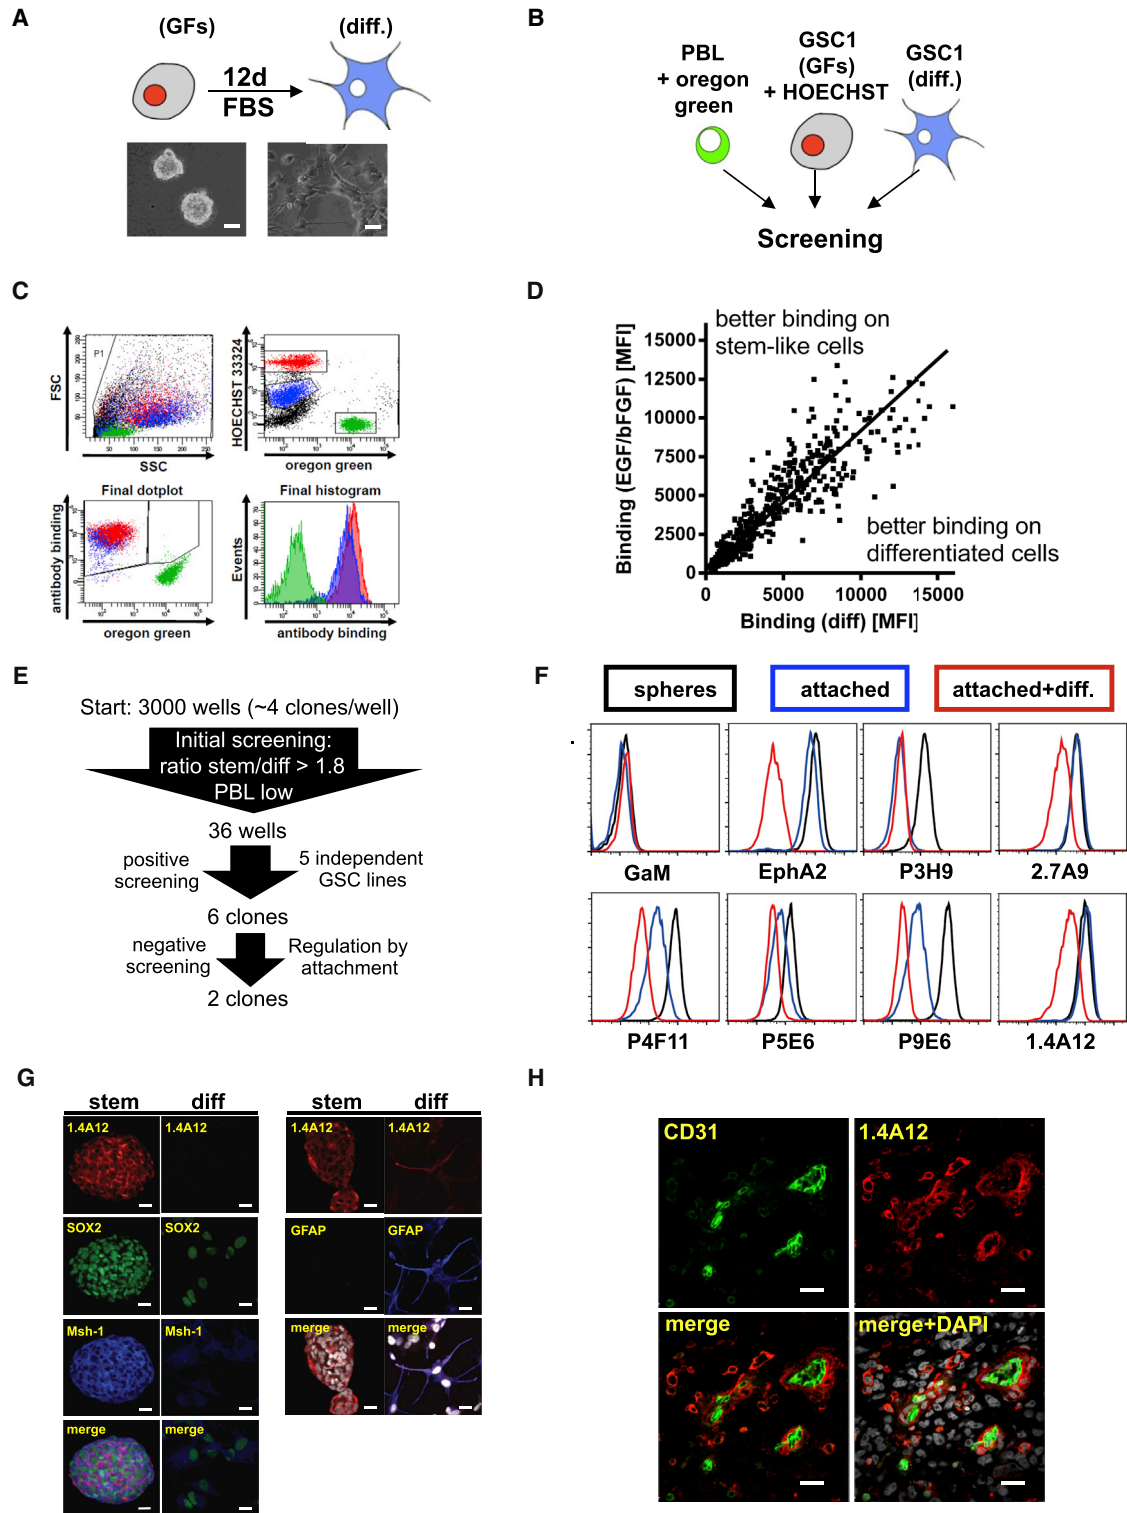 A
(GFs)
(diff.)
12d
FBS
B
PBL
+ oregon
green
GSC1
(GFs)
+ HOECHST
GSC1
(diff.)
Screening
C
P1
FSC
SSC
50 100 150 200 250
HOECHST 33324
oregon green
Final dotplot
antibody binding
oregon green
Final histogram
Events
antibody binding
D
better binding on
stem-like cells
Binding (EGF/bFGF) [MFI]
15000
12500
10000
7500
5000
2500
0
better binding on
differentiated cells
0 5000 10000 15000
Binding (diff) [MFI]
E
Start: 3000 wells (~4 clones/well)
Initial screening:
ratio stem/diff > 1.8
PBL low
36 wells
positive
screening
5 independent
GSC lines
6 clones
negative
screening
Regulation by
attachment
2 clones
F
spheres
attached
attached+diff.
GaM
EphA2
P3H9
2.7A9
P4F11
P5E6
P9E6
1.4A12
G
stem diff
1.4A12 1.4A12
SOX2 SOX2
Msh-1 Msh-1
merge merge
stem diff
1.4A12 1.4A12
GFAP GFAP
merge merge
H
CD31
1.4A12
merge
merge+DAPI